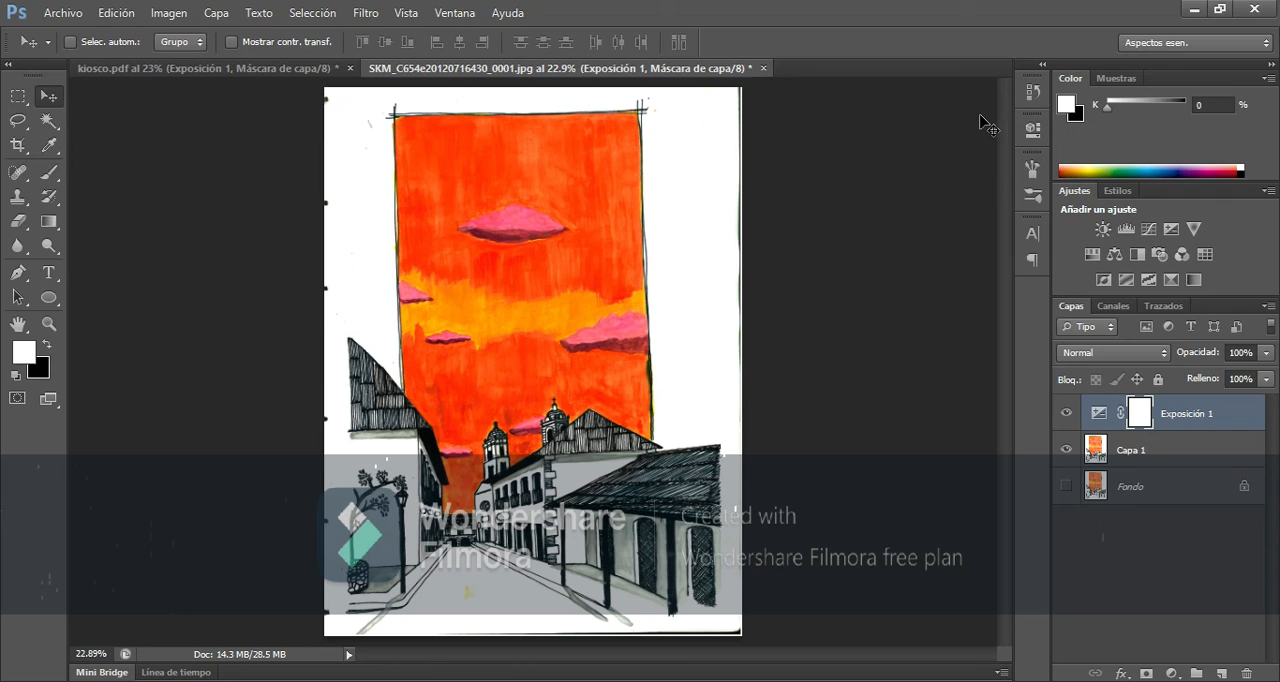 Ps Archivo Edición Imagen Capa Texto Selección Filtro Vista Ventana Ayuda
Selec. autom.: Grupo Mostrar contr. transf. Aspectos esen.
kiosco.pdf al 23% (Exposición 1, Máscara de capa/8) * × SKM_C654e20120716430_0001.jpg al 22.9% (Exposición 1, Máscara de capa/8) * ×
Color Muestras
K 0 %
Ajustes Estilos
Añadir un ajuste
Capas Canales Trazados
Tipo
Normal Opacidad: 100%
Bloq.: Relleno: 100%
Exposición 1
Capa 1
Fondo
Wondershare
Filmora
Created with
Wondershare Filmora free plan
22.89% Doc: 14.3 MB/28.5 MB
Mini Bridge Línea de tiempo